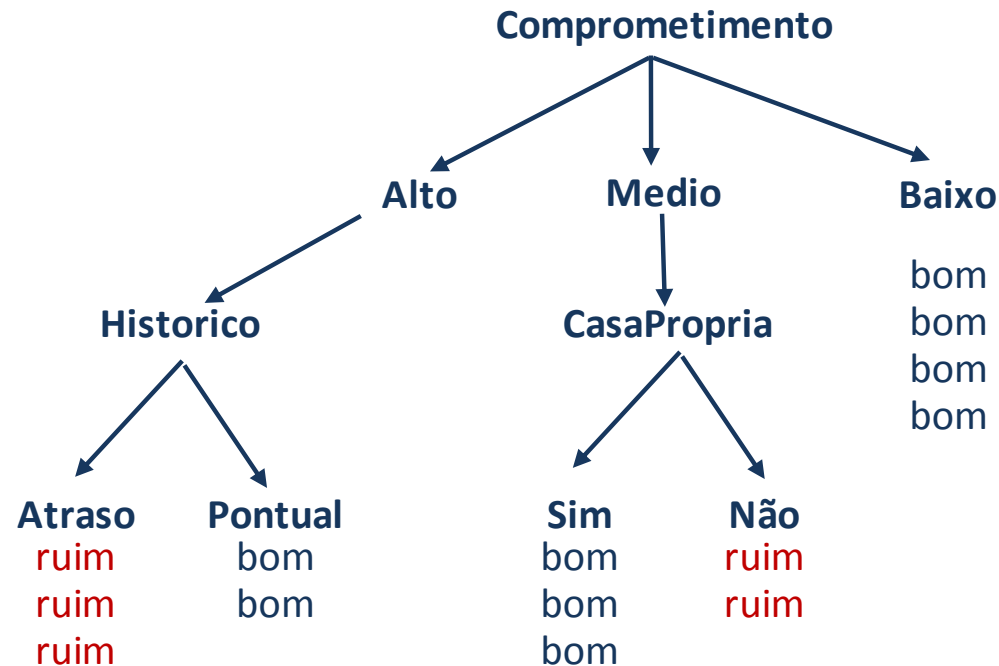 Comprometimento
Alto
Medio
Baixo
bom
bom
bom
bom
Historico
CasaPropria
Atraso
ruim
ruim
ruim
Pontual
bom
bom
Sim
bom
bom
bom
Não
ruim
ruim